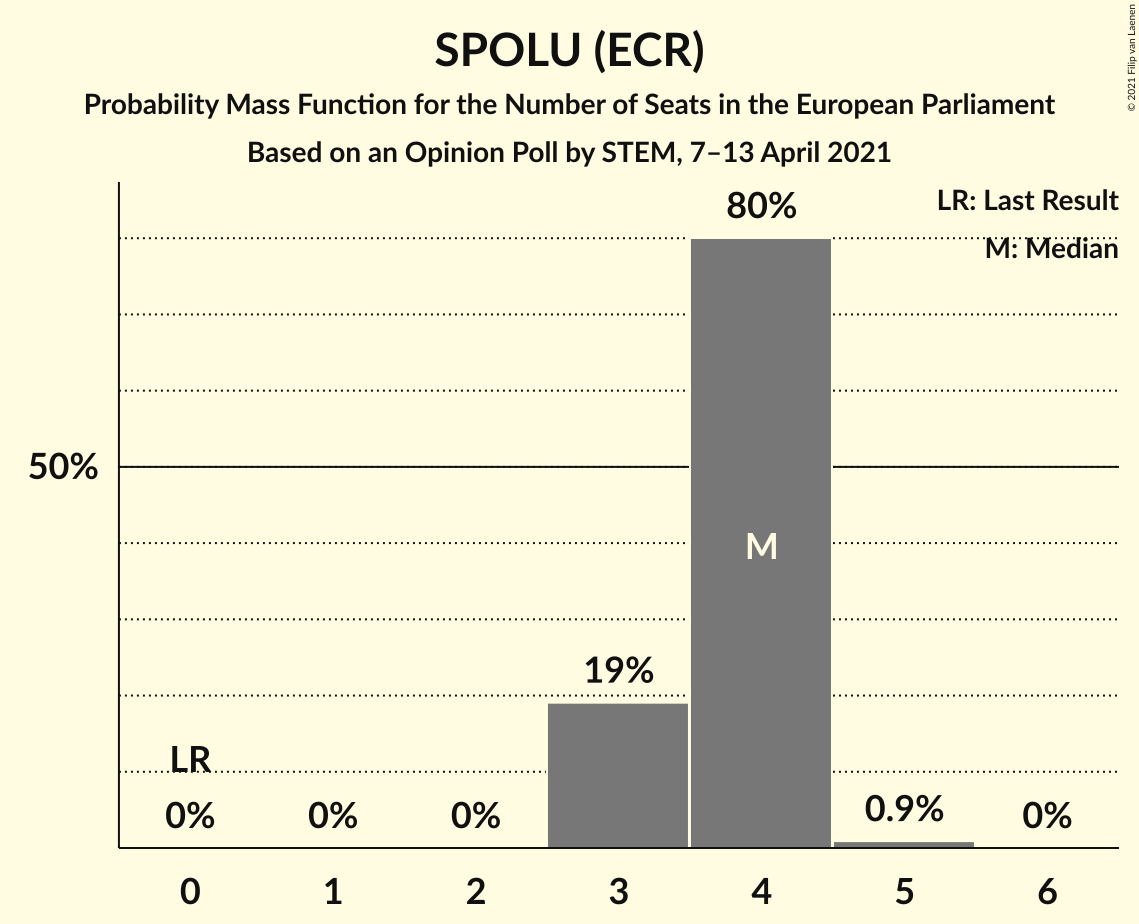 © 2021 Filip van Laenen
SPOLU (ECR)
Probability Mass Function for the Number of Seats in the European Parliament
Based on an Opinion Poll by STEM, 7–13 April 2021
LR: Last Result
M: Median
80%
50%
M
19%
LR
0%
0%
0%
0.9%
0%
0
1
2
3
4
5
6